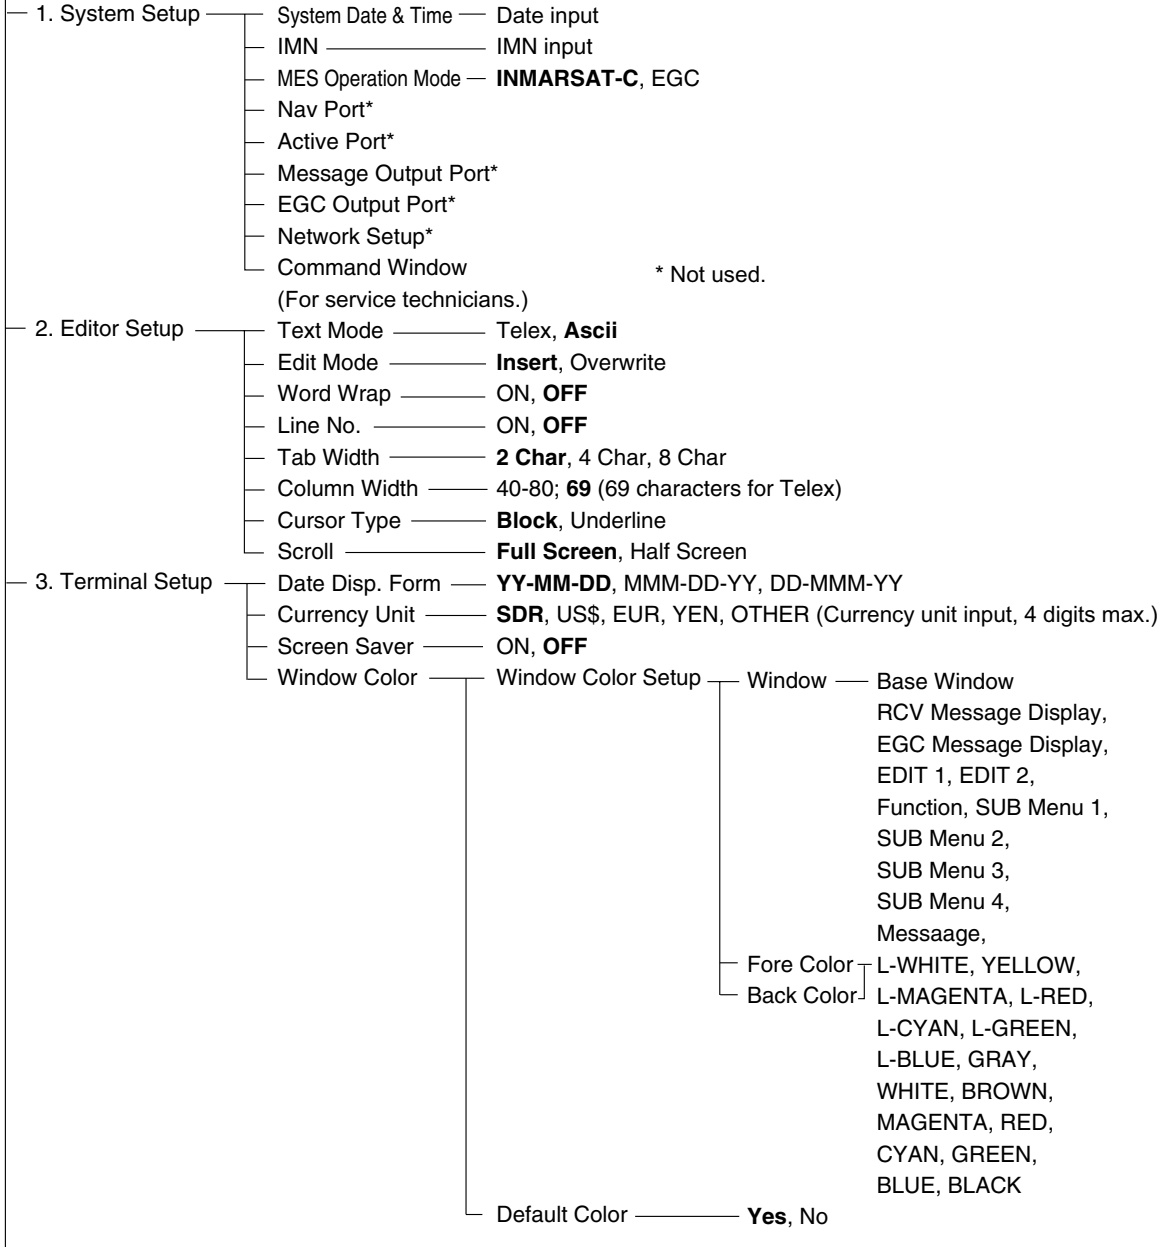 1. System Setup System Date & Time Date input
IMN IMN input
MES Operation Mode INMARSAT-C, EGC
Nav Port*
Active Port*
Message Output Port*
EGC Output Port*
Network Setup*
Command Window * Not used.
(For service technicians.)
2. Editor Setup Text Mode Telex, Ascii
Edit Mode Insert, Overwrite
Word Wrap ON, OFF
Line No. ON, OFF
Tab Width 2 Char, 4 Char, 8 Char
Column Width 40-80; 69 (69 characters for Telex)
Cursor Type Block, Underline
Scroll Full Screen, Half Screen
3. Terminal Setup Date Disp. Form YY-MM-DD, MMM-DD-YY, DD-MMM-YY
Currency Unit SDR, US$, EUR, YEN, OTHER (Currency unit input, 4 digits max.)
Screen Saver ON, OFF
Window Color Window Color Setup Window Base Window
RCV Message Display,
EGC Message Display,
EDIT 1, EDIT 2,
Function, SUB Menu 1,
SUB Menu 2,
SUB Menu 3,
SUB Menu 4,
Messaage,
Fore Color L-WHITE, YELLOW,
Back Color L-MAGENTA, L-RED,
L-CYAN, L-GREEN,
L-BLUE, GRAY,
WHITE, BROWN,
MAGENTA, RED,
CYAN, GREEN,
BLUE, BLACK
Default Color Yes, No